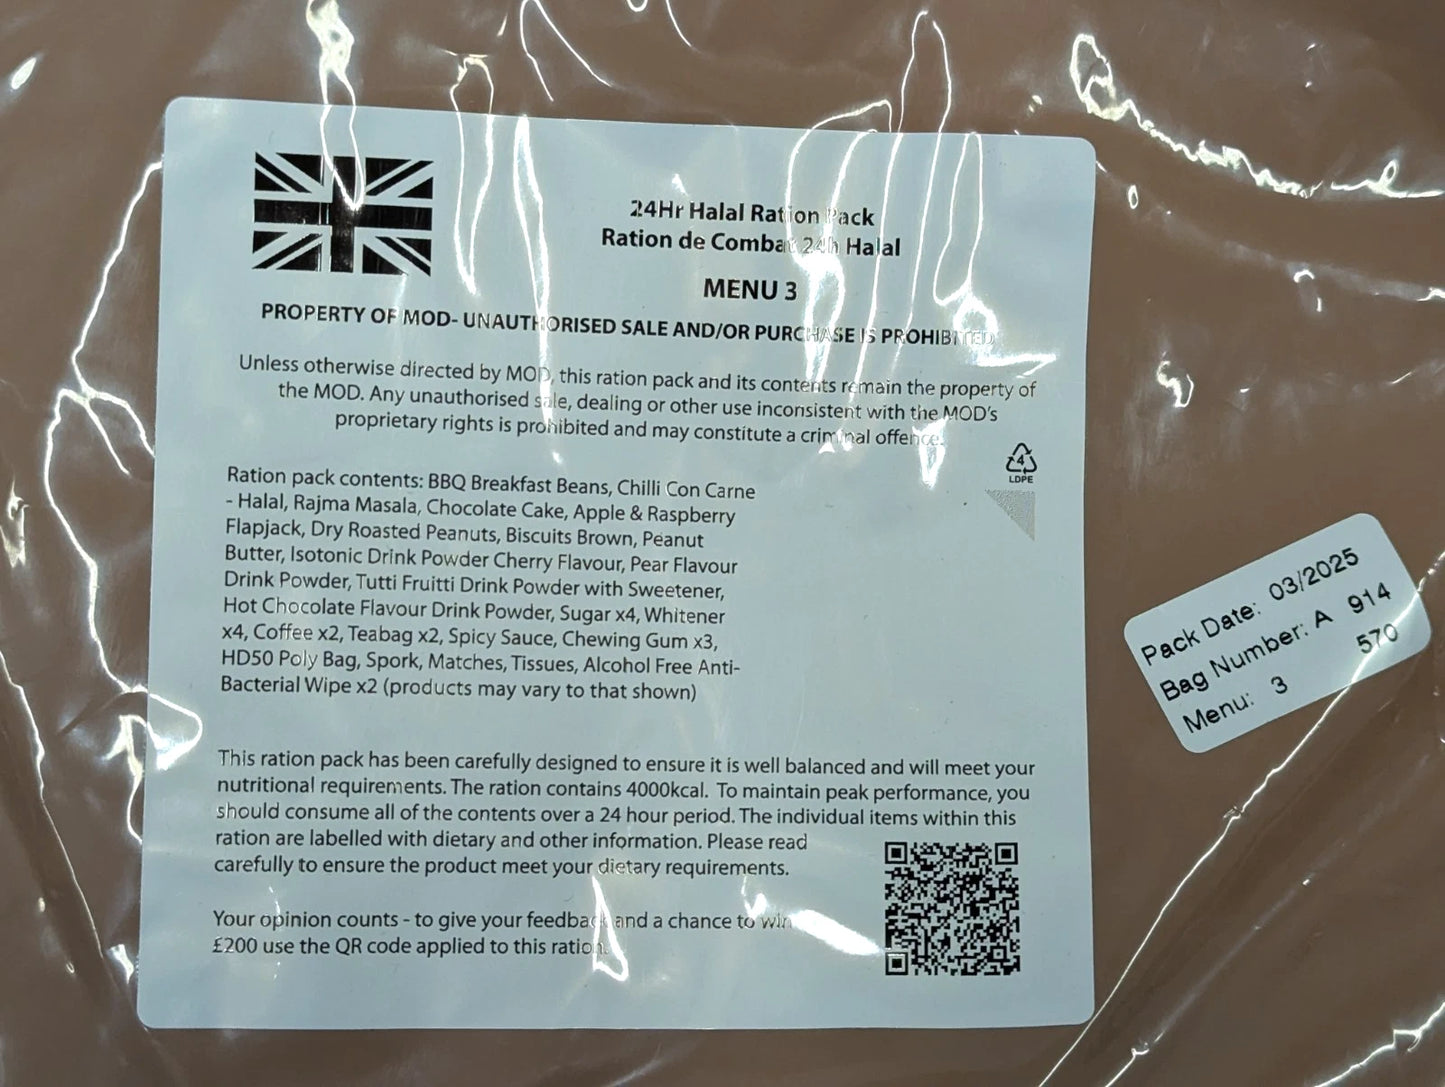 24Hr Halal Ration Pack
Ration de Combat 24h Halal
MENU 3
PROPERTY OF MOD- UNAUTHORISED SALE AND/OR PURCHASE IS PROHIBITED
Unless otherwise directed by MOD, this ration pack and its contents remain the property of
the MOD. Any unauthorised sale, dealing or other use inconsistent with the MOD's
proprietary rights is prohibited and may constitute a criminal offence.
4
LDPE
Ration pack contents: BBQ Breakfast Beans, Chilli Con Carne
- Halal, Rajma Masala, Chocolate Cake, Apple & Raspberry
Flapjack, Dry Roasted Peanuts, Biscuits Brown, Peanut
Butter, Isotonic Drink Powder Cherry Flavour, Pear Flavour
Drink Powder, Tutti Fruitti Drink Powder with Sweetener,
Hot Chocolate Flavour Drink Powder, Sugar x4, Whitener
x4, Coffee x2, Teabag x2, Spicy Sauce, Chewing Gum x3,
HD50 Poly Bag, Spork, Matches, Tissues, Alcohol Free Anti-
Bacterial Wipe x2 (products may vary to that shown)
This ration pack has been carefully designed to ensure it is well balanced and will meet your
nutritional requirements. The ration contains 4000kcal. To maintain peak performance, you
should consume all of the contents over a 24 hour period. The individual items within this
ration are labelled with dietary and other information. Please read
carefully to ensure the product meet your dietary requirements.
Your opinion counts - to give your feedback and a chance to win
£200 use the QR code applied to this ration.
Pack Date: 03/2025
Bag Number: A 914
570
Menu: 3